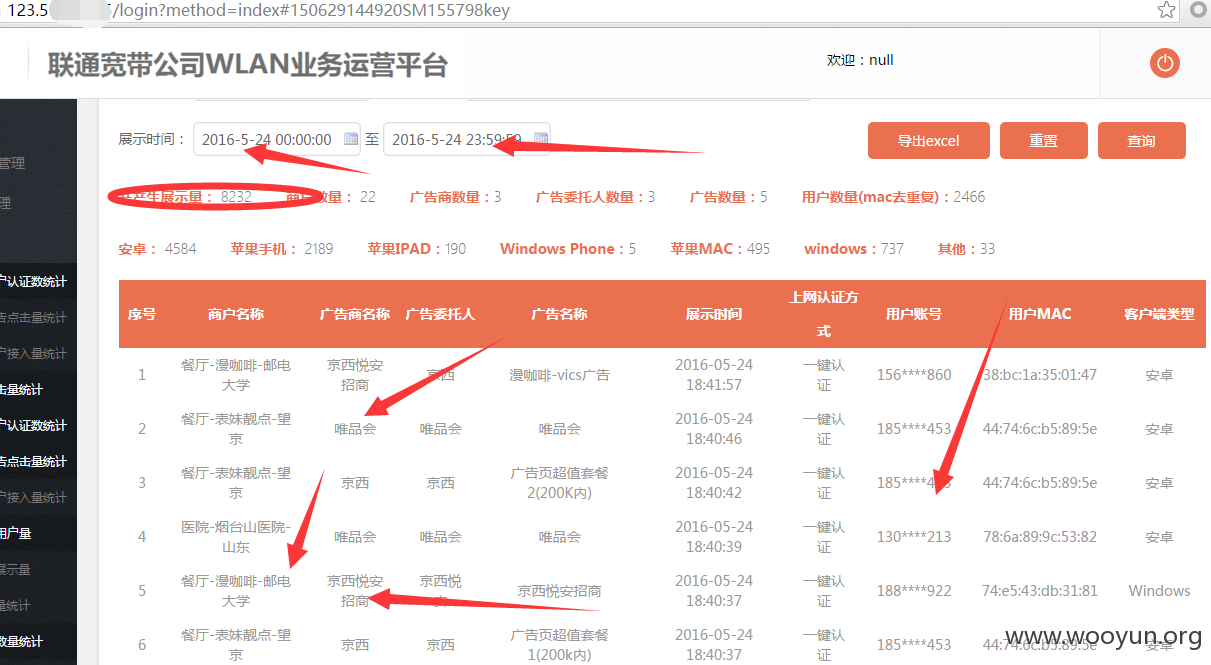 123.5 /login?method=index#150629144920SM155798key
联通宽带公司WLAN业务运营平台
欢迎：null
展示时间： 2016-5-24 00:00:00 至 2016-5-24 23:59:59 导出excel 重置 查询
管理
理
产生展示量： 8232 商户数量： 22 广告商数量：3 广告委托人数量：3 广告数量：5 用户数量(mac去重复)：2466
安卓： 4584 苹果手机： 2189 苹果IPAD：190 Windows Phone：5 苹果MAC：495 windows：737 其他：33
户认证数统计
告点击量统计
户接入量统计
击量统计
户认证数统计
告点击量统计
户接入量统计
用户量
展示量
量统计
数量统计
序号 商户名称 广告商名称 广告委托人 广告名称 展示时间 上网认证方式 用户账号 用户MAC 客户端类型
1 餐厅-漫咖啡-邮电大学 京西悦安招商 京西 漫咖啡-vics广告 2016-05-24 18:41:57 一键认证 156****860 38:bc:1a:35:01:47 安卓
2 餐厅-表妹靓点-望京 唯品会 唯品会 唯品会 2016-05-24 18:40:46 一键认证 185****453 44:74:6c:b5:89:5e 安卓
3 餐厅-表妹靓点-望京 京西 京西 广告页超值套餐2(200K内) 2016-05-24 18:40:42 一键认证 185****453 44:74:6c:b5:89:5e 安卓
4 医院-烟台山医院-山东 唯品会 唯品会 唯品会 2016-05-24 18:40:39 一键认证 130****213 78:6a:89:9c:53:82 安卓
5 餐厅-漫咖啡-邮电大学 京西悦安招商 京西悦 京西悦安招商 2016-05-24 18:40:37 一键认证 188****922 74:e5:43:db:31:81 Windows
6 餐厅-表妹靓点-望京 京西 京西 广告页超值套餐1(200k内) 2016-05-24 18:40:37 一键认证 185****453 44:74:6c:b5:89:5e 安卓
www.wooyun.org